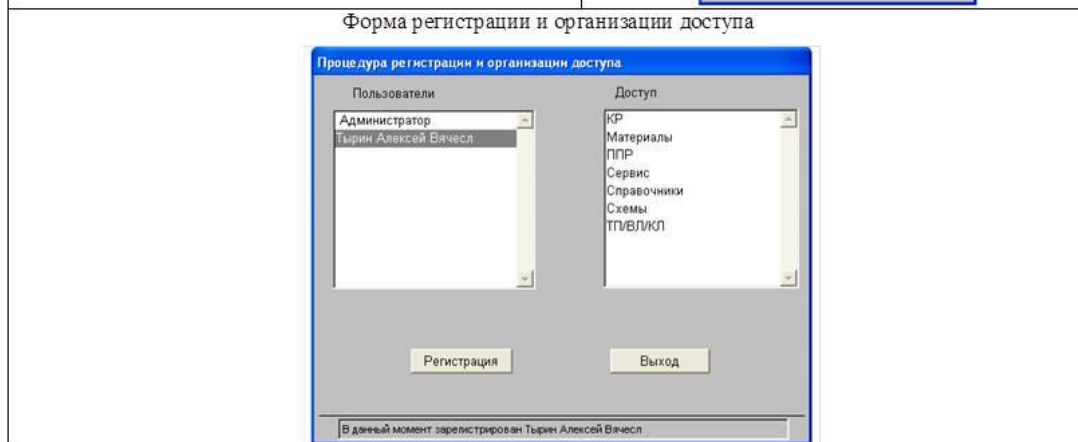 Форма регистрации и организации доступа
Процедура регистрации и организации доступа
Пользователи
Администратор
Тырин Алексей Вячесл
Доступ
КР
Материалы
ППР
Сервис
Справочники
Схемы
ТП/ВЛ/КЛ
Регистрация
Выход
В данный момент зарегистрирован Тырин Алексей Вячесл